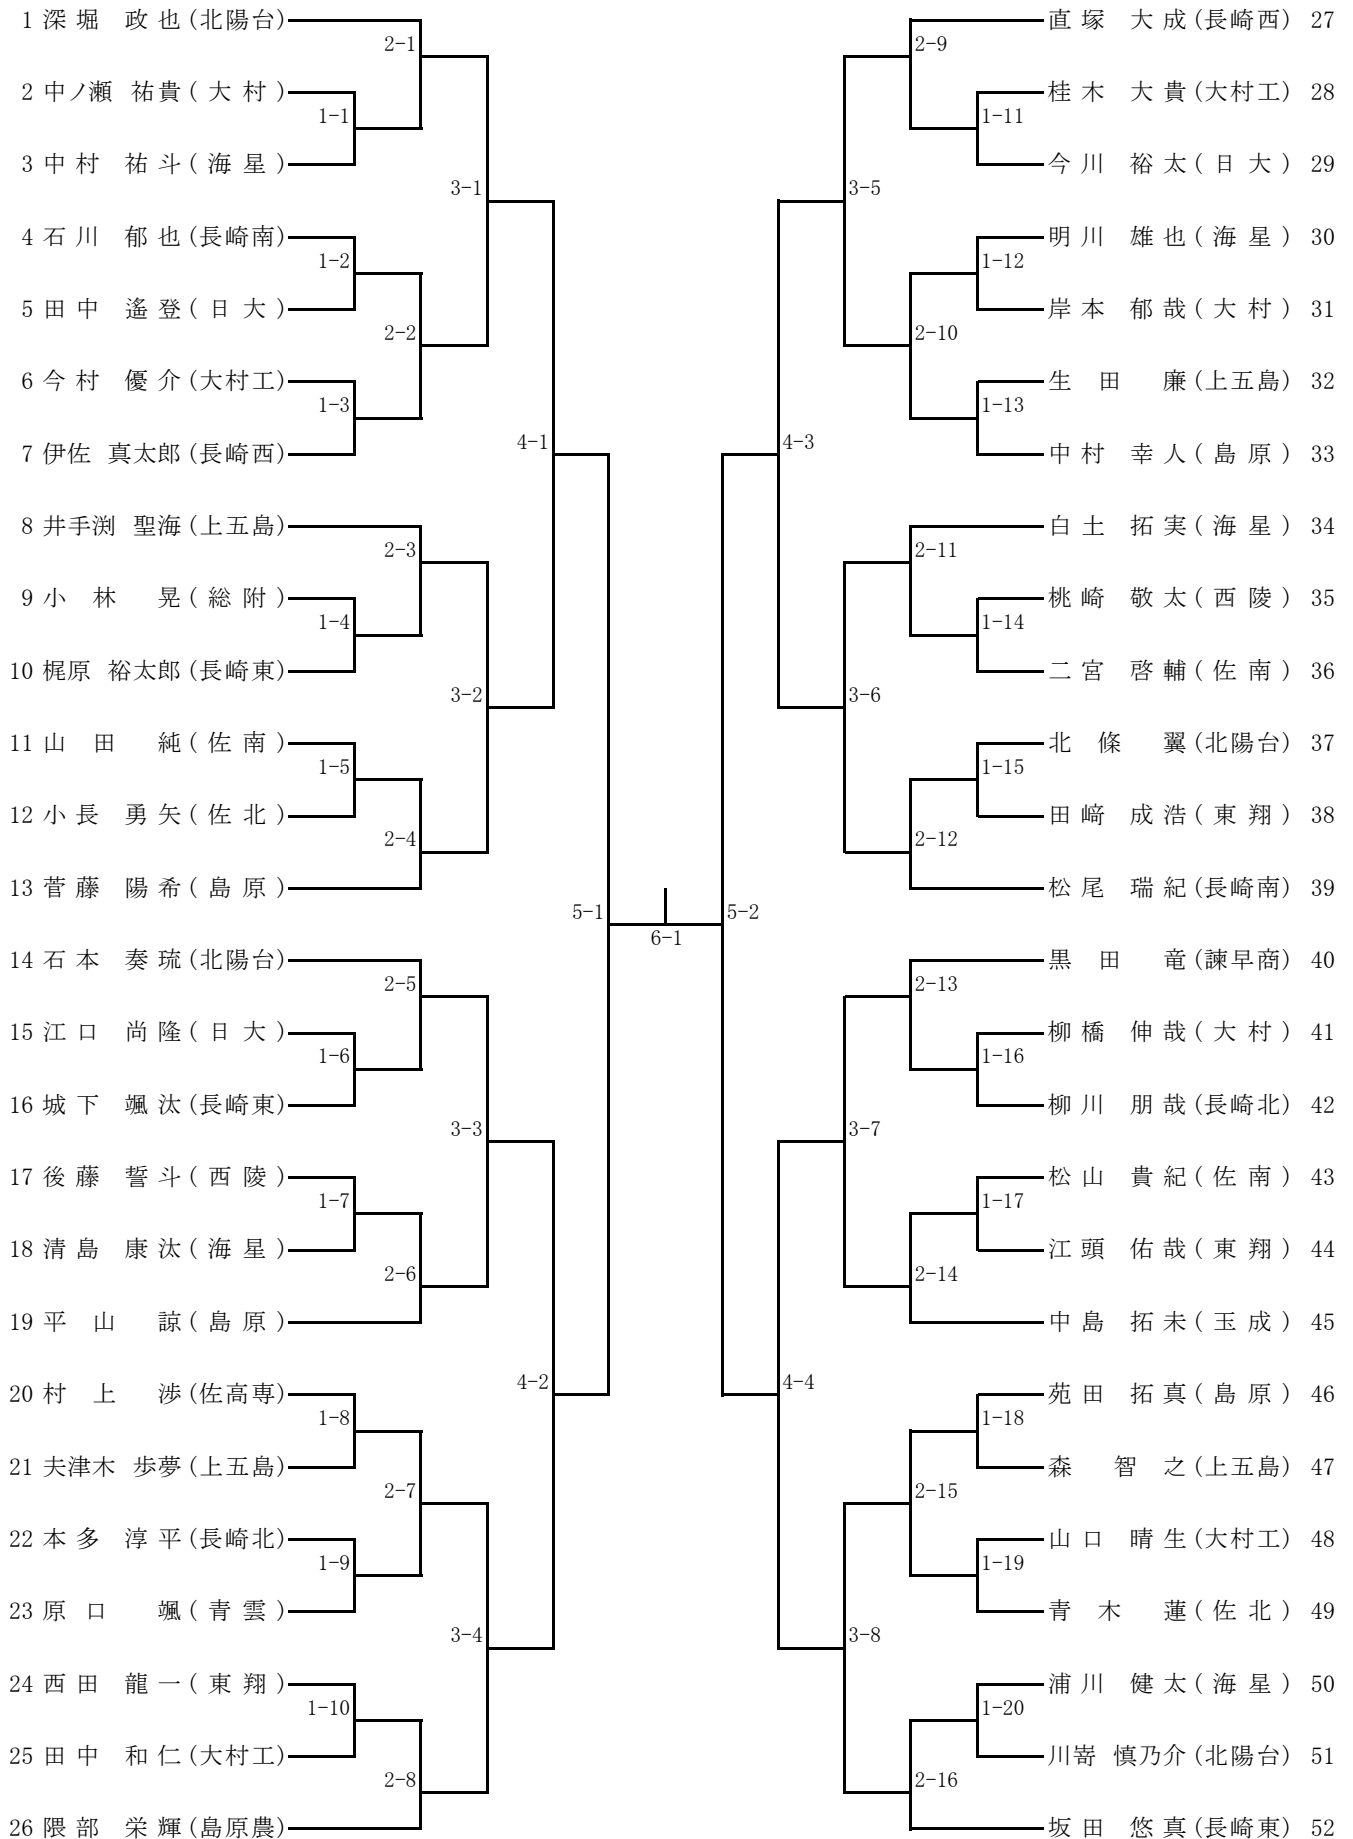 1 深堀 政也(北陽台)
2-1
2 中ノ瀬 祐貴(大村)
1-1
3 中村 祐斗(海星)
3-1
4 石川 郁也(長崎南)
1-2
5 田中 遙登(日大)
2-2
6 今村 優介(大村工)
1-3
7 伊佐 真太郎(長崎西)
4-1
8 井手渕 聖海(上五島)
2-3
9 小林 晃(総附)
1-4
10 梶原 裕太郎(長崎東)
3-2
11 山田 純(佐南)
1-5
12 小長 勇矢(佐北)
2-4
13 菅藤 陽希(島原)
5-1
14 石本 奏琉(北陽台)
2-5
15 江口 尚隆(日大)
1-6
16 城下 颯汰(長崎東)
3-3
17 後藤 誓斗(西陵)
1-7
18 清島 康汰(海星)
2-6
19 平山 諒(島原)
4-2
20 村上 渉(佐高専)
1-8
21 夫津木 歩夢(上五島)
2-7
22 本多 淳平(長崎北)
1-9
23 原口 颯(青雲)
3-4
24 西田 龍一(東翔)
1-10
25 田中 和仁(大村工)
2-8
26 隈部 栄輝(島原農)
6-1
直塚 大成(長崎西) 27
2-9
桂木 大貴(大村工) 28
1-11
今川 裕太(日大) 29
3-5
明川 雄也(海星) 30
1-12
岸本 郁哉(大村) 31
2-10
生田 廉(上五島) 32
1-13
中村 幸人(島原) 33
4-3
白土 拓実(海星) 34
2-11
桃崎 敬太(西陵) 35
1-14
二宮 啓輔(佐南) 36
3-6
北條 翼(北陽台) 37
1-15
田﨑 成浩(東翔) 38
2-12
松尾 瑞紀(長崎南) 39
5-2
黒田 竜(諫早商) 40
2-13
柳橋 伸哉(大村) 41
1-16
柳川 朋哉(長崎北) 42
3-7
松山 貴紀(佐南) 43
1-17
江頭 佑哉(東翔) 44
2-14
中島 拓未(玉成) 45
4-4
苑田 拓真(島原) 46
1-18
森 智之(上五島) 47
2-15
山口 晴生(大村工) 48
1-19
青木 蓮(佐北) 49
3-8
浦川 健太(海星) 50
1-20
川嵜 慎乃介(北陽台) 51
2-16
坂田 悠真(長崎東) 52